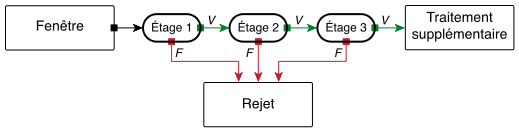 Fenêtre
Étage 1
V
Étage 2
V
Étage 3
V
Traitement
supplémentaire
F
F
F
Rejet